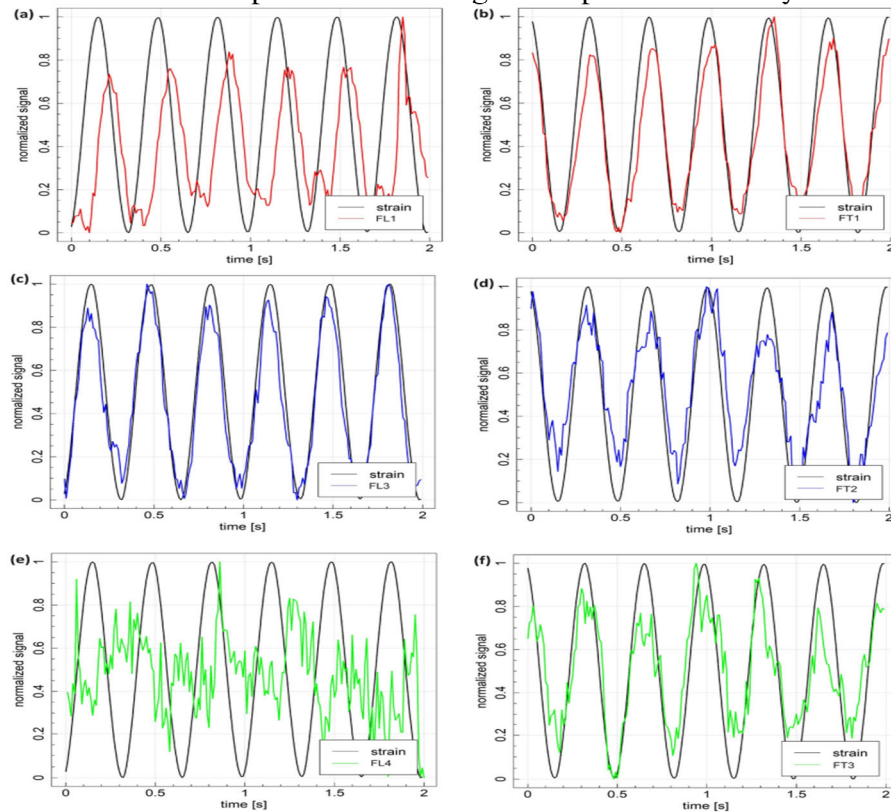 (a)
normalized signal
1
0.8
0.6
0.4
0.2
0
strain
FL1
0 0.5 1 1.5 2
time [s]
(b)
normalized signal
1
0.8
0.6
0.4
0.2
0
strain
FT1
0 0.5 1 1.5 2
time [s]
(c)
normalized signal
1
0.8
0.6
0.4
0.2
0
strain
FL3
0 0.5 1 1.5 2
time [s]
(d)
normalized signal
1
0.8
0.6
0.4
0.2
0
strain
FT2
0 0.5 1 1.5 2
time [s]
(e)
normalized signal
1
0.8
0.6
0.4
0.2
0
strain
FL4
0 0.5 1 1.5 2
time [s]
(f)
normalized signal
1
0.8
0.6
0.4
0.2
0
strain
FT3
0 0.5 1 1.5 2
time [s]